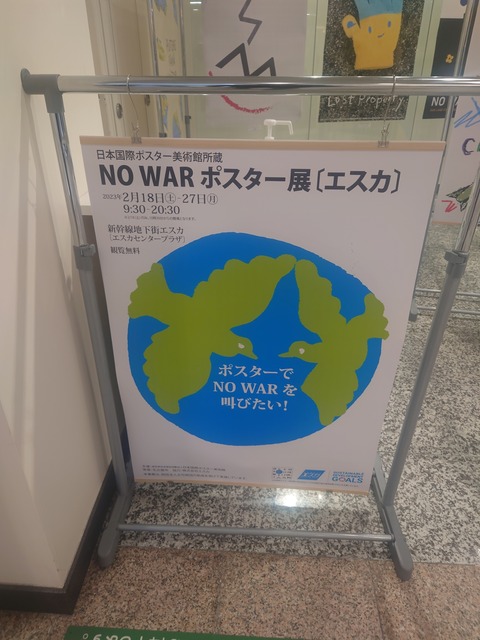 Lost Property
NO
日本国際ポスター美術館所蔵
NO WAR ポスター展〔エスカ〕
2023年2月18日㊏-27日㊊
9:30-20:30
新幹線地下街エスカ
(エスカセンタープラザ)
観覧無料
ポスターで
NO WAR を
叫びたい!
SUSTAINABLE
DEVELOPMENT
GOALS